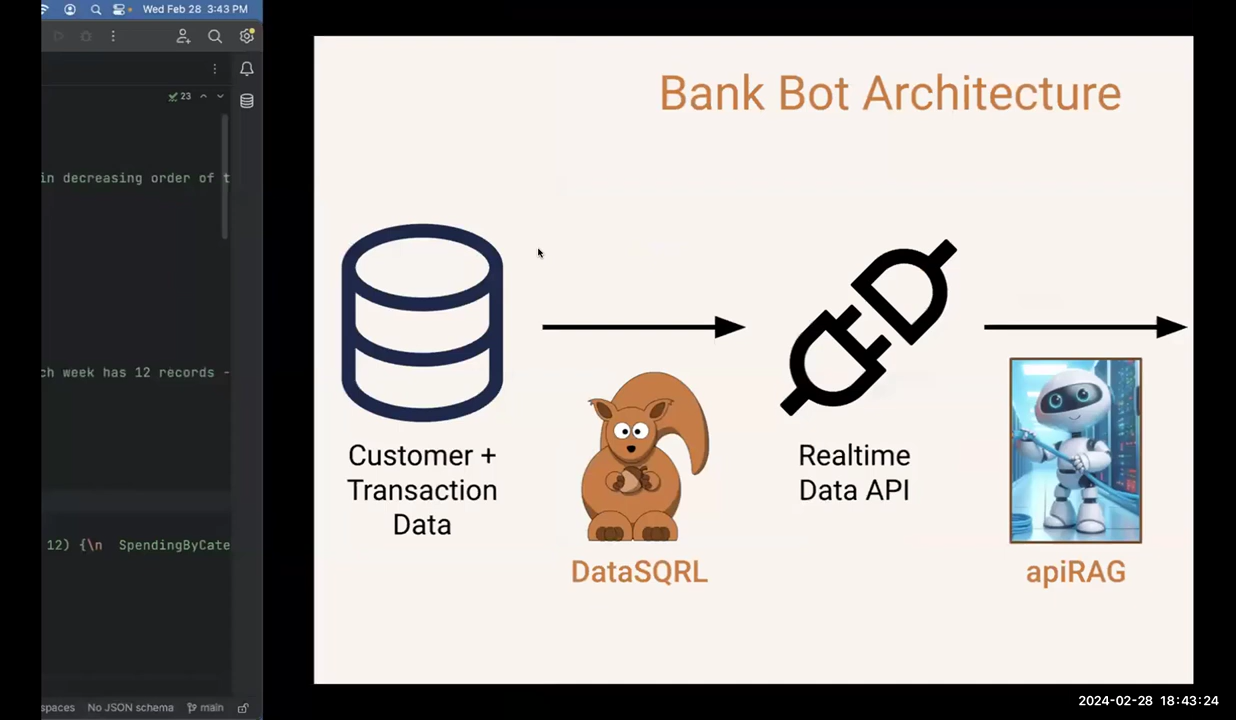 Wed Feb 28 3:43 PM
23
in decreasing order of t
ch week has 12 records -
12) {\n SpendingByCate
spaces No JSON schema main
Bank Bot Architecture
Customer +
Transaction
Data
DataSQRL
Realtime
Data API
apiRAG
2024-02-28 18:43:24